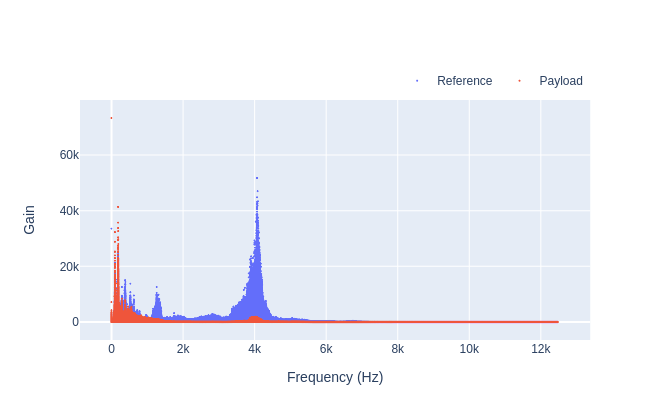 Reference Payload
60k
40k
20k
0
Gain
0 2k 4k 6k 8k 10k 12k
Frequency (Hz)